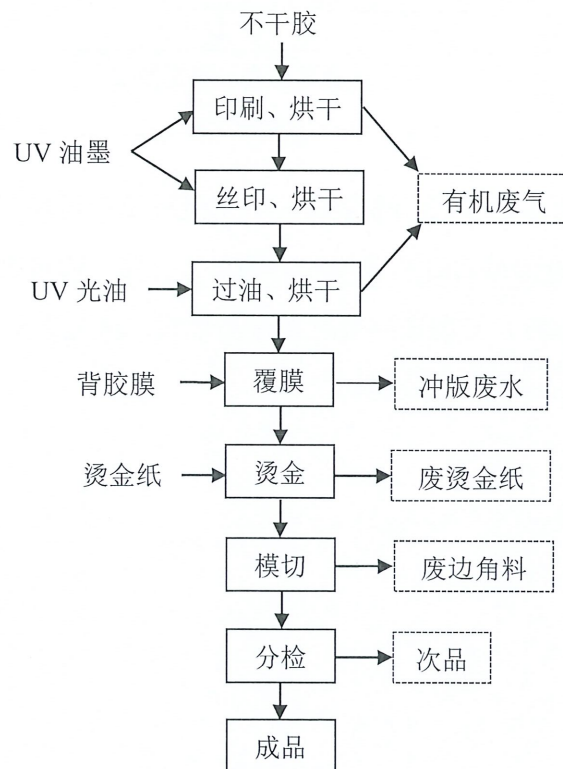 不干胶
印刷、烘干
UV 油墨
丝印、烘干
有机废气
UV 光油
过油、烘干
背胶膜
覆膜
冲版废水
烫金纸
烫金
废烫金纸
模切
废边角料
分检
次品
成品